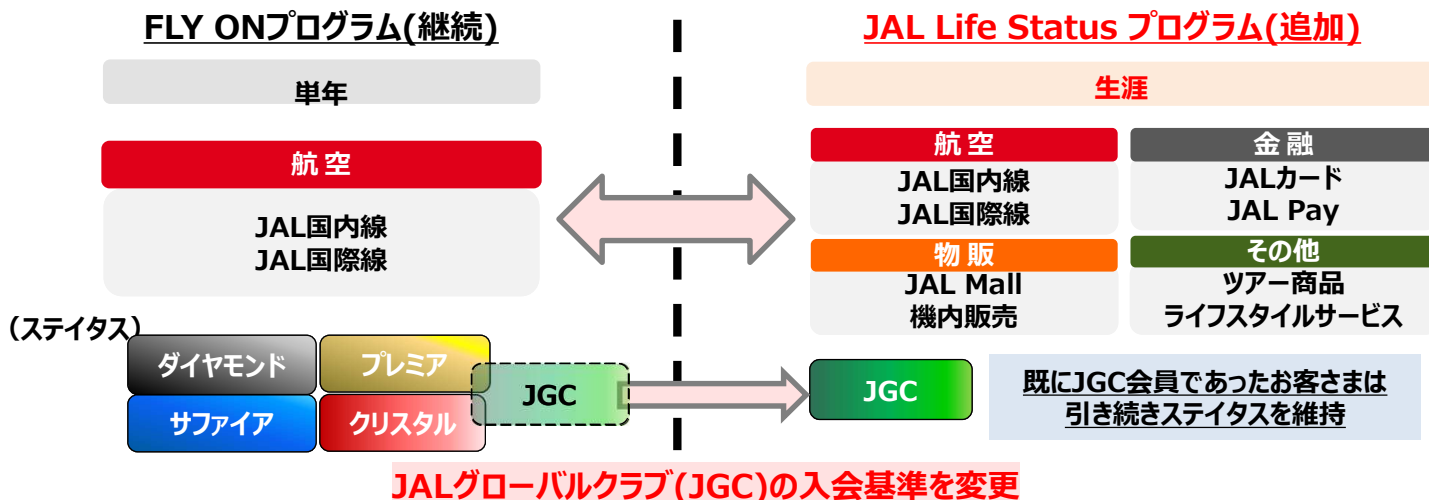 FLY ONプログラム(継続)
単年
航 空
JAL国内線
JAL国際線
(ステイタス)
ダイヤモンド
プレミア
サファイア
クリスタル
JGC
JAL Life Status プログラム(追加)
生涯
航 空
JAL国内線
JAL国際線
金 融
JALカード
JAL Pay
物 販
JAL Mall
機内販売
その他
ツアー商品
ライフスタイルサービス
JGC
既にJGC会員であったお客さまは
引き続きステイタスを維持
JALグローバルクラブ(JGC)の入会基準を変更